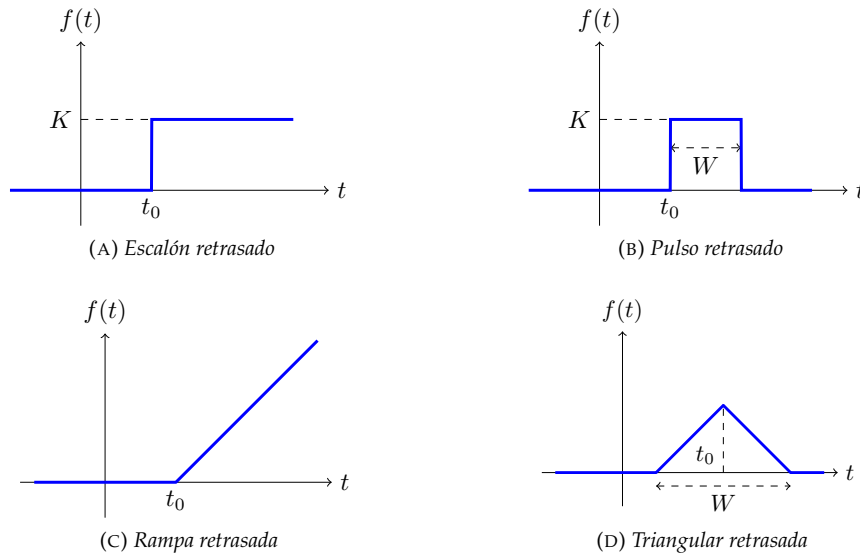 f(t)
K
t₀
t
(A) Escalón retrasado
f(t)
K
W
t₀
t
(B) Pulso retrasado
f(t)
t₀
t
(C) Rampa retrasada
f(t)
t₀
t
W
(D) Triangular retrasada